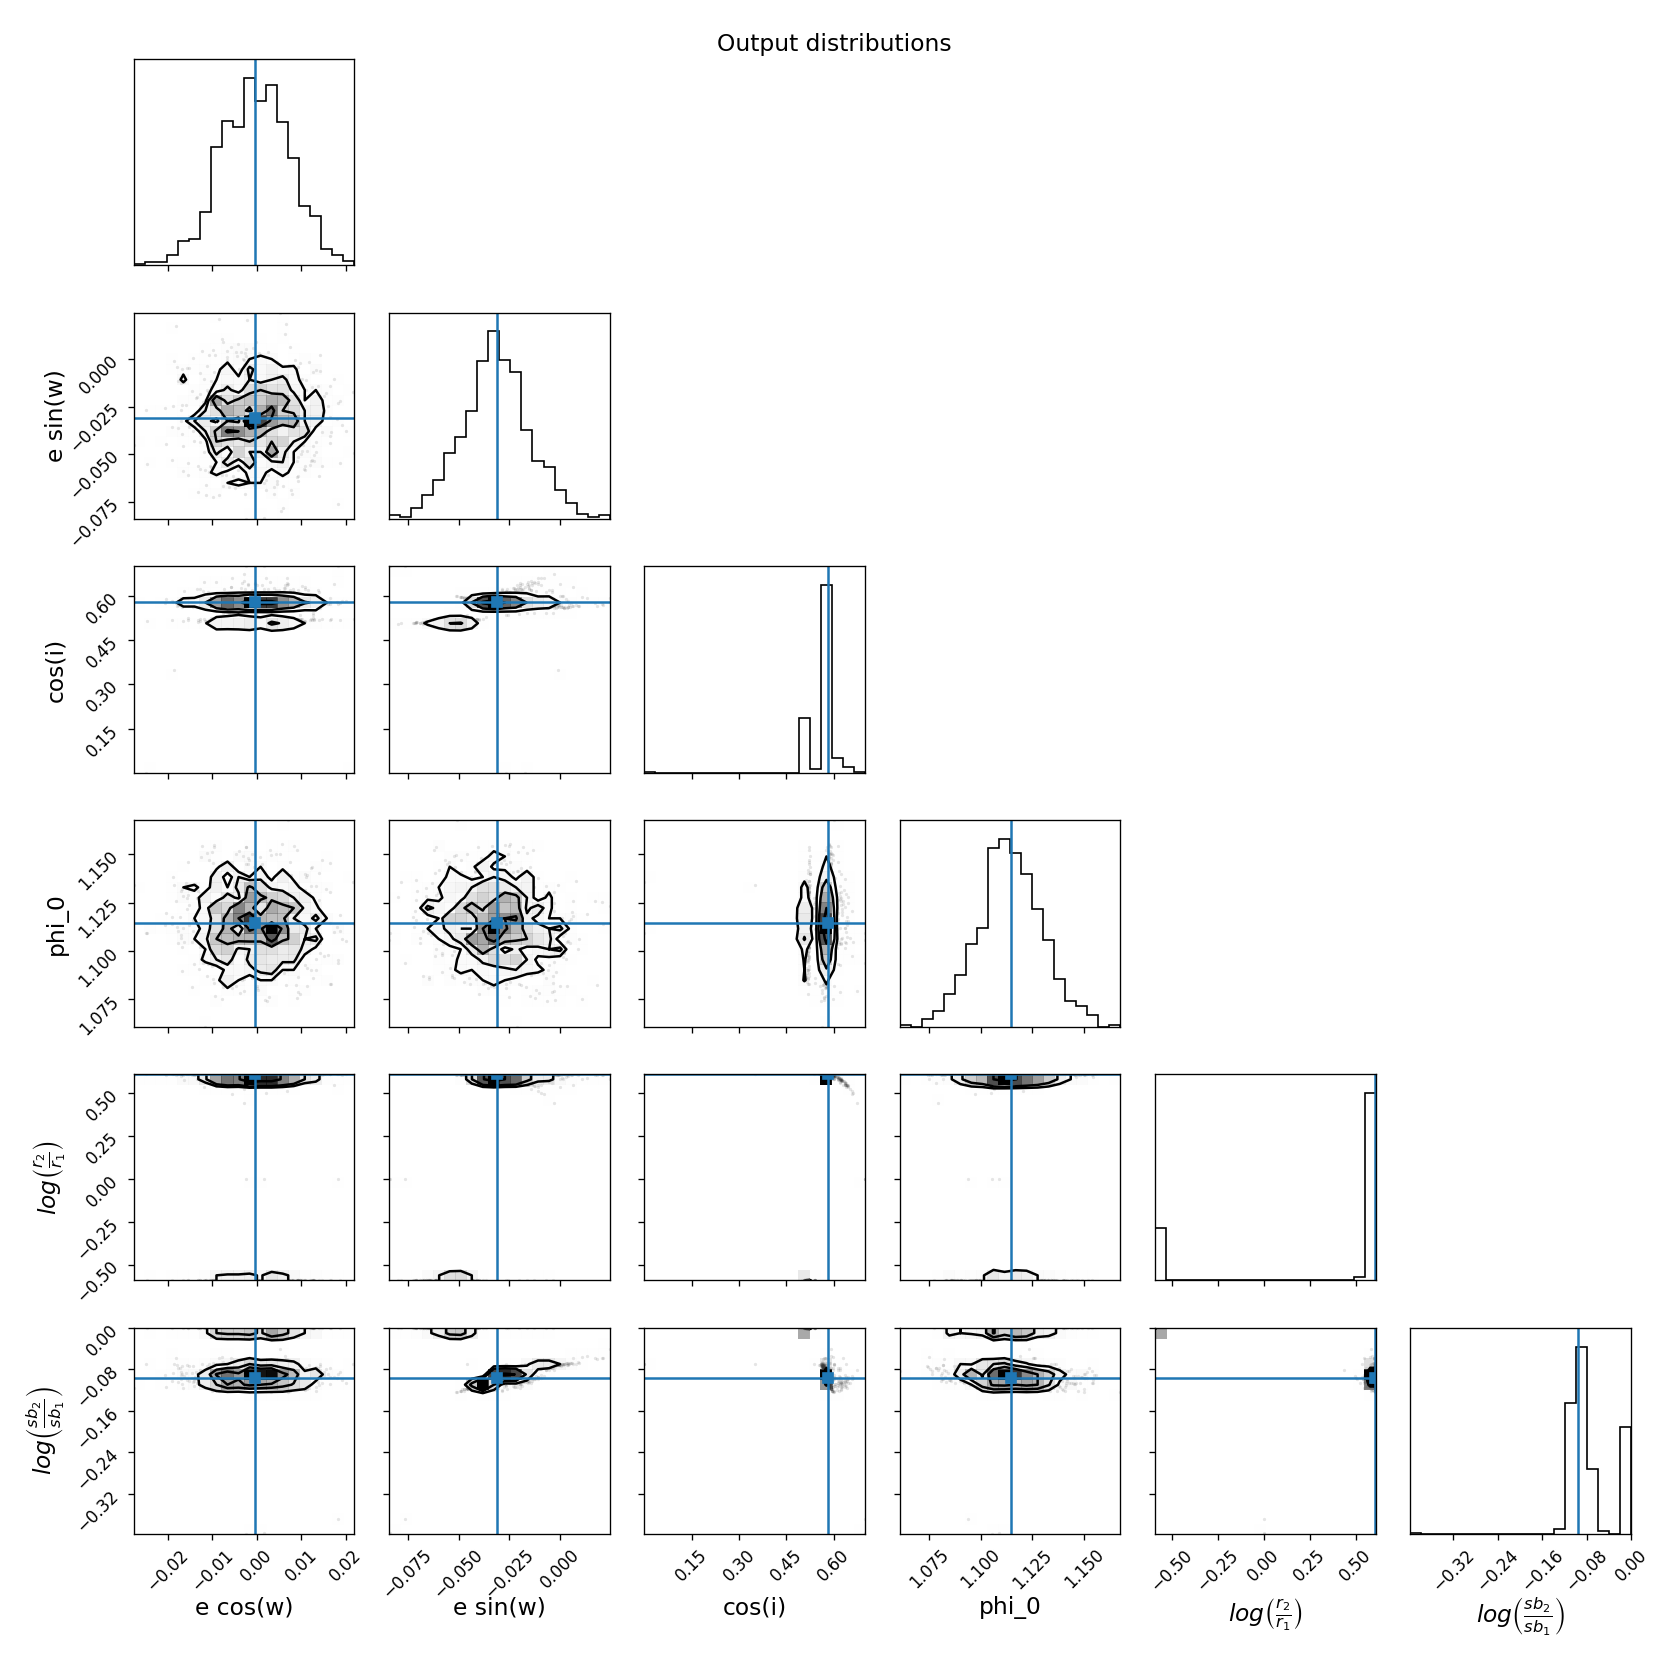 Output distributions
0.000
−0.025
−0.050
−0.075
e sin(w)
0.60
0.45
0.30
0.15
cos(i)
1.150
1.125
1.100
1.075
phi_0
0.50
0.25
0.00
−0.25
−0.50
log(r₂/r₁)
0.00
−0.08
−0.16
−0.24
−0.32
log(sb₂/sb₁)
−0.02 −0.01 0.00 0.01 0.02
e cos(w)
−0.075 −0.050 −0.025 0.000
e sin(w)
0.15 0.30 0.45 0.60
cos(i)
1.075 1.100 1.125 1.150
phi_0
−0.50 −0.25 0.00 0.25 0.50
log(r₂/r₁)
−0.32 −0.24 −0.16 −0.08 0.00
log(sb₂/sb₁)